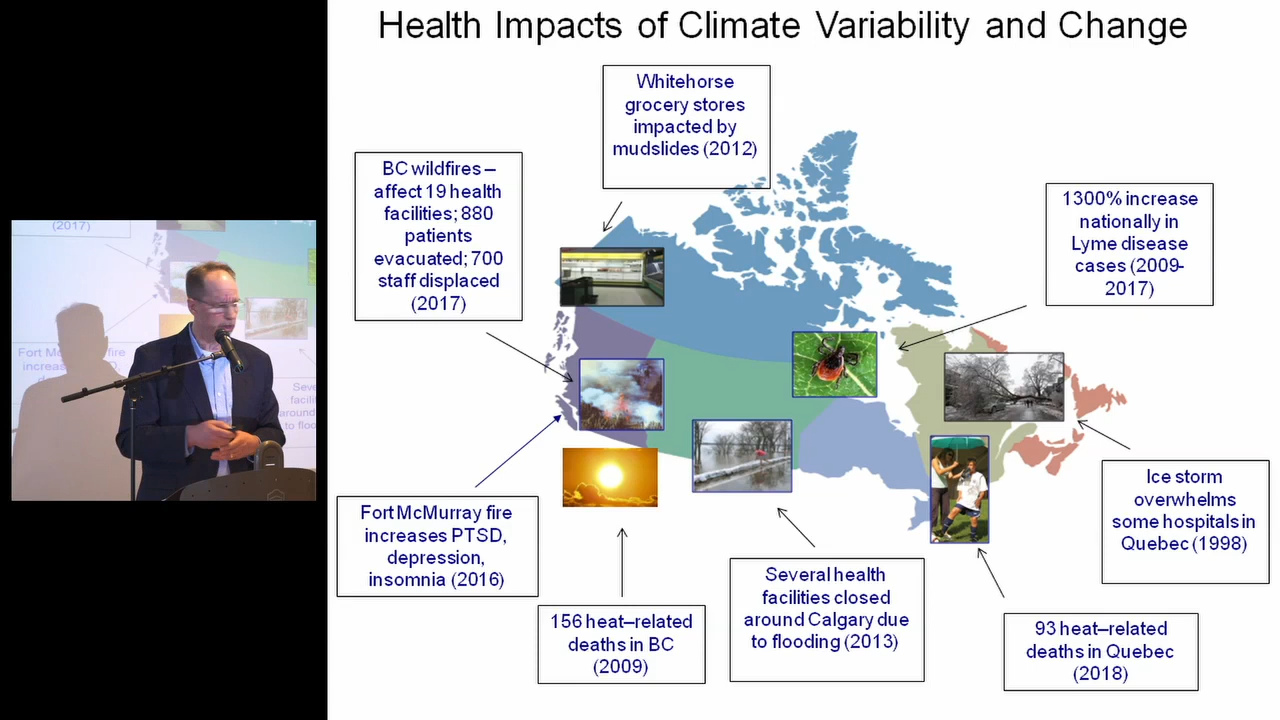 Health Impacts of Climate Variability and Change
Whitehorse
grocery stores
impacted by
mudslides (2012)
BC wildfires –
affect 19 health
facilities; 880
patients
evacuated; 700
staff displaced
(2017)
1300% increase
nationally in
Lyme disease
cases (2009-
2017)
Fort McMurray fire
increases PTSD,
depression,
insomnia (2016)
156 heat–related
deaths in BC
(2009)
Several health
facilities closed
around Calgary due
to flooding (2013)
93 heat–related
deaths in Quebec
(2018)
Ice storm
overwhelms
some hospitals in
Quebec (1998)
(2017)
Fort McMurray fire